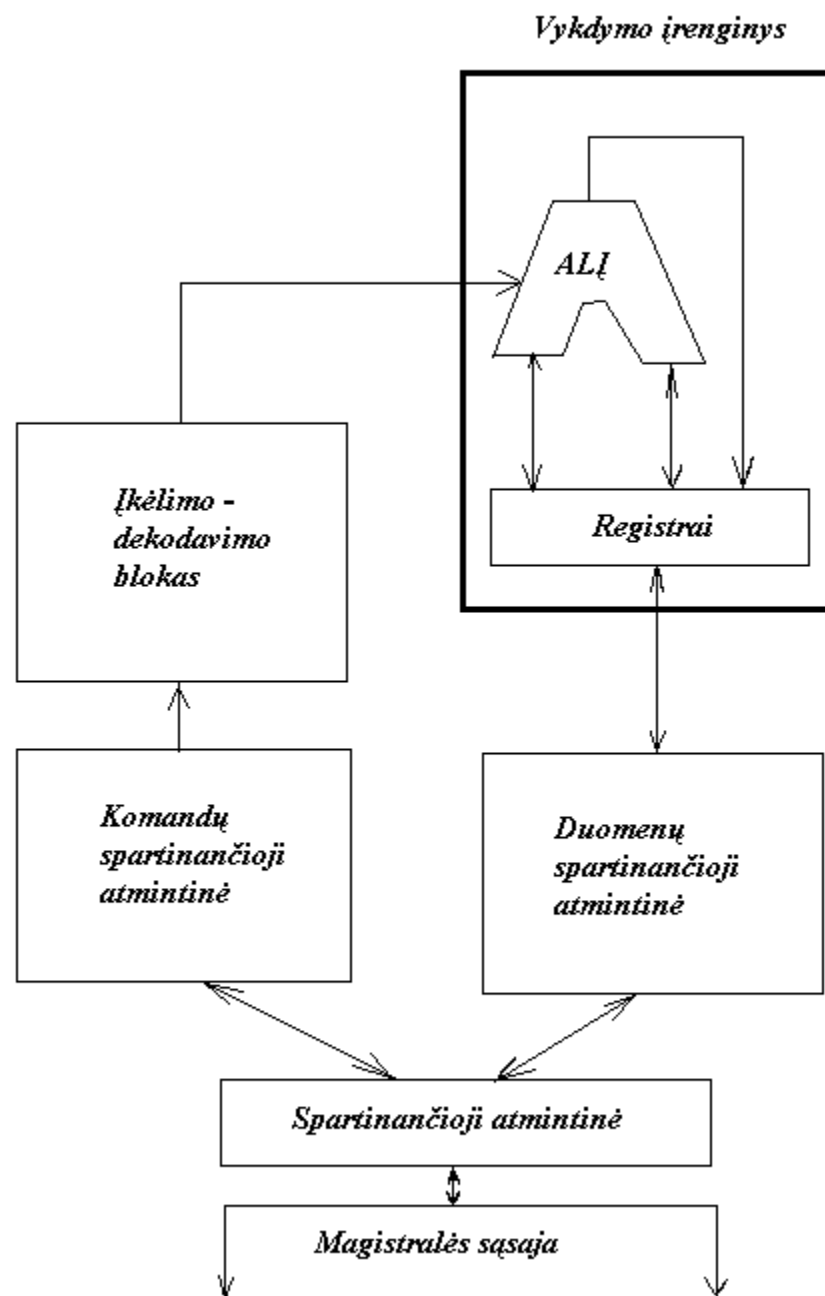 Vykdymo įrenginys
ALĮ
Įkėlimo -
dekodavimo
blokas
Registrai
Komandų
spartinančioji
atmintinė
Duomenų
spartinančioji
atmintinė
Spartinančioji atmintinė
Magistralės sąsaja